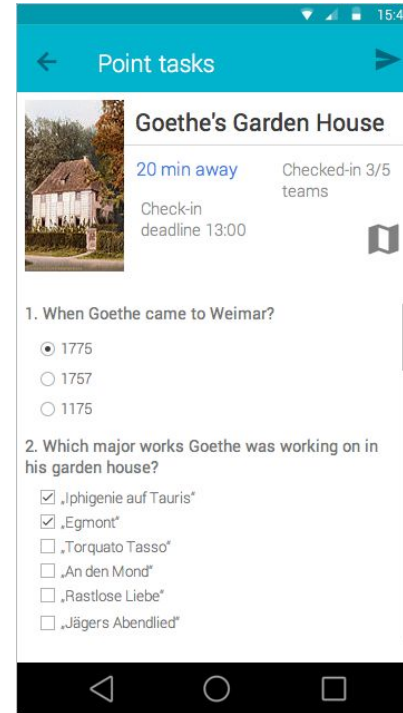 15:4
Point tasks
Goethe's Garden House
20 min away
Checked-in 3/5
teams
Check-in
deadline 13:00
1. When Goethe came to Weimar?
1775
1757
1175
2. Which major works Goethe was working on in
his garden house?
„Iphigenie auf Tauris“
„Egmont“
„Torquato Tasso“
„An den Mond“
„Rastlose Liebe“
„Jägers Abendlied“